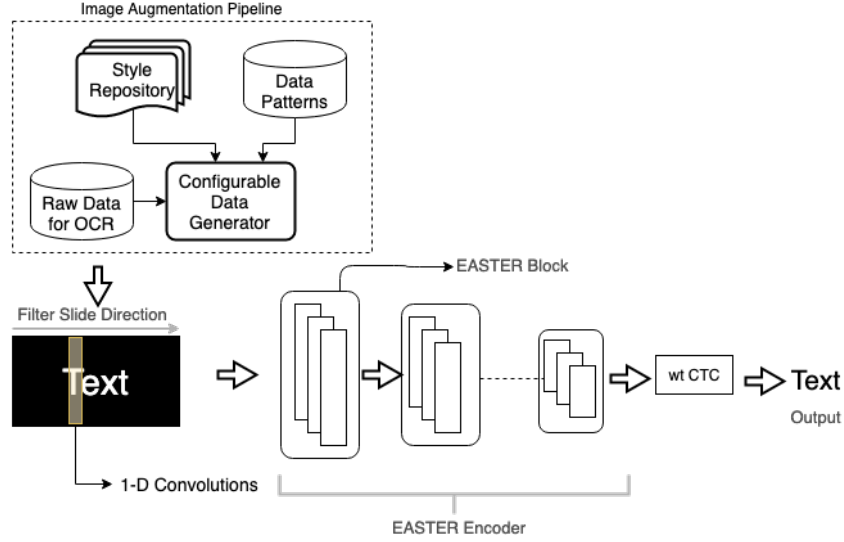 Image Augmentation Pipeline
Style
Repository
Data
Patterns
Raw Data
for OCR
Configurable
Data
Generator
EASTER Block
Filter Slide Direction
Text
1-D Convolutions
wt CTC
Text
Output
EASTER Encoder